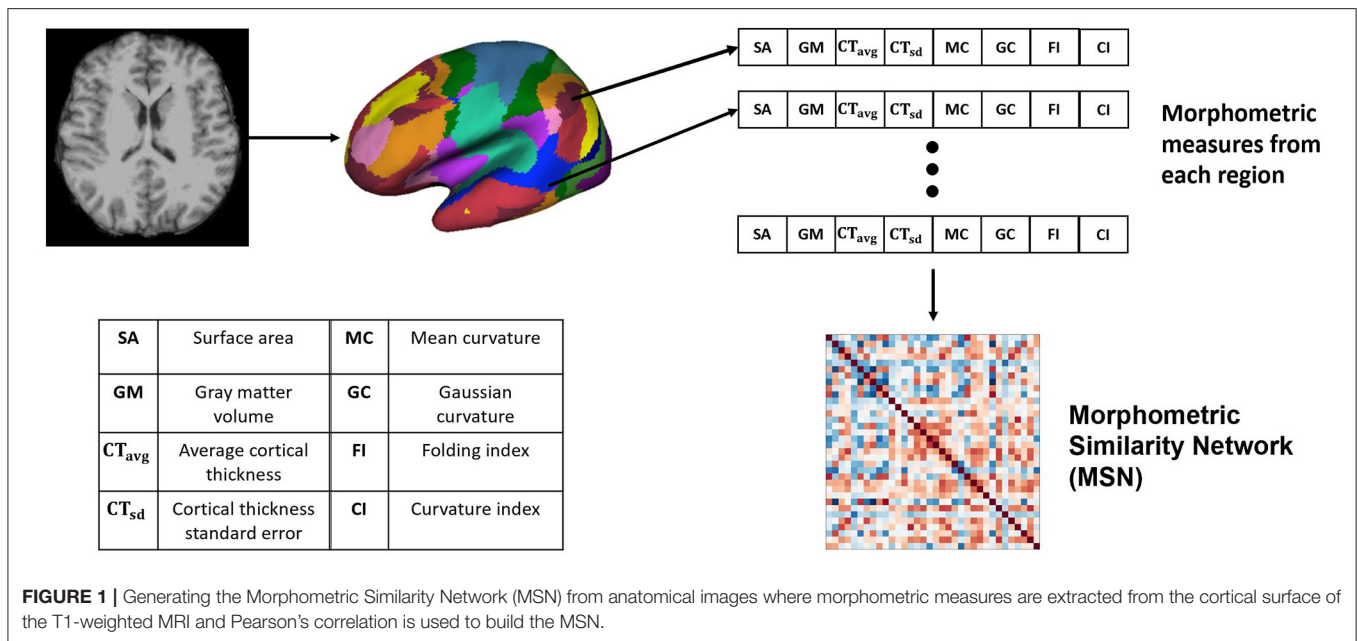 SA GM CTavg CTsd MC GC FI CI
SA GM CTavg CTsd MC GC FI CI
SA GM CTavg CTsd MC GC FI CI
Morphometric
measures from
each region
SA Surface area MC Mean curvature
GM Gray matter volume GC Gaussian curvature
CTavg Average cortical thickness FI Folding index
CTsd Cortical thickness standard error CI Curvature index
Morphometric
Similarity Network
(MSN)
FIGURE 1 | Generating the Morphometric Similarity Network (MSN) from anatomical images where morphometric measures are extracted from the cortical surface of
the T1-weighted MRI and Pearson's correlation is used to build the MSN.